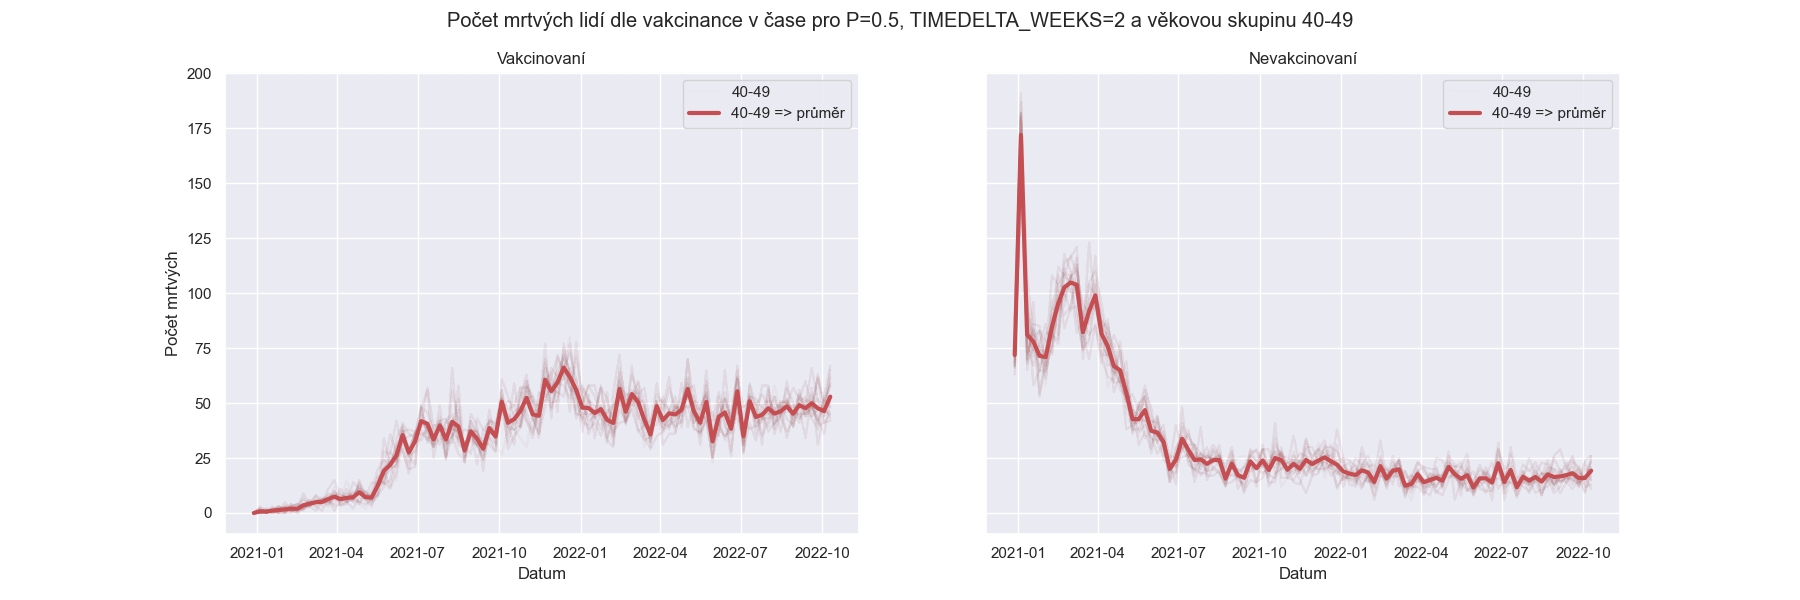 Počet mrtvých lidí dle vakcinance v čase pro P=0.5, TIMEDELTA_WEEKS=2 a věkovou skupinu 40-49
Vakcinovaní
40-49
40-49 => průměr
200
175
150
125
100
75
50
25
0
Počet mrtvých
2021-01 2021-04 2021-07 2021-10 2022-01 2022-04 2022-07 2022-10
Datum
Nevakcinovaní
40-49
40-49 => průměr
2021-01 2021-04 2021-07 2021-10 2022-01 2022-04 2022-07 2022-10
Datum